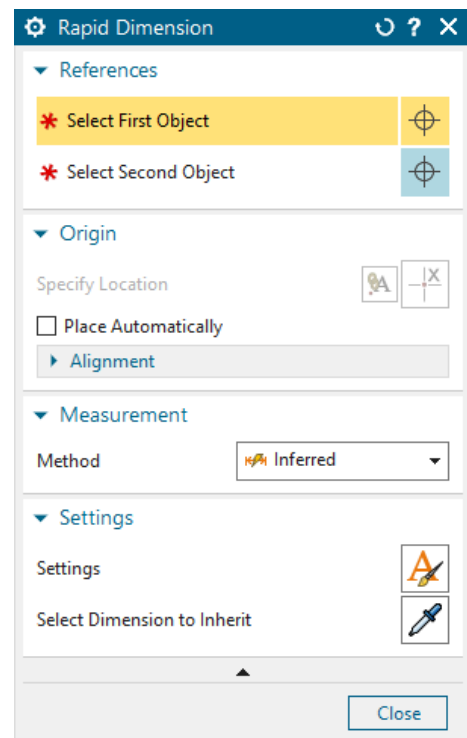 Rapid Dimension ?
References
* Select First Object
* Select Second Object
Origin
Specify Location A X
Place Automatically
Alignment
Measurement
Method Inferred
Settings
Settings A
Select Dimension to Inherit
Close